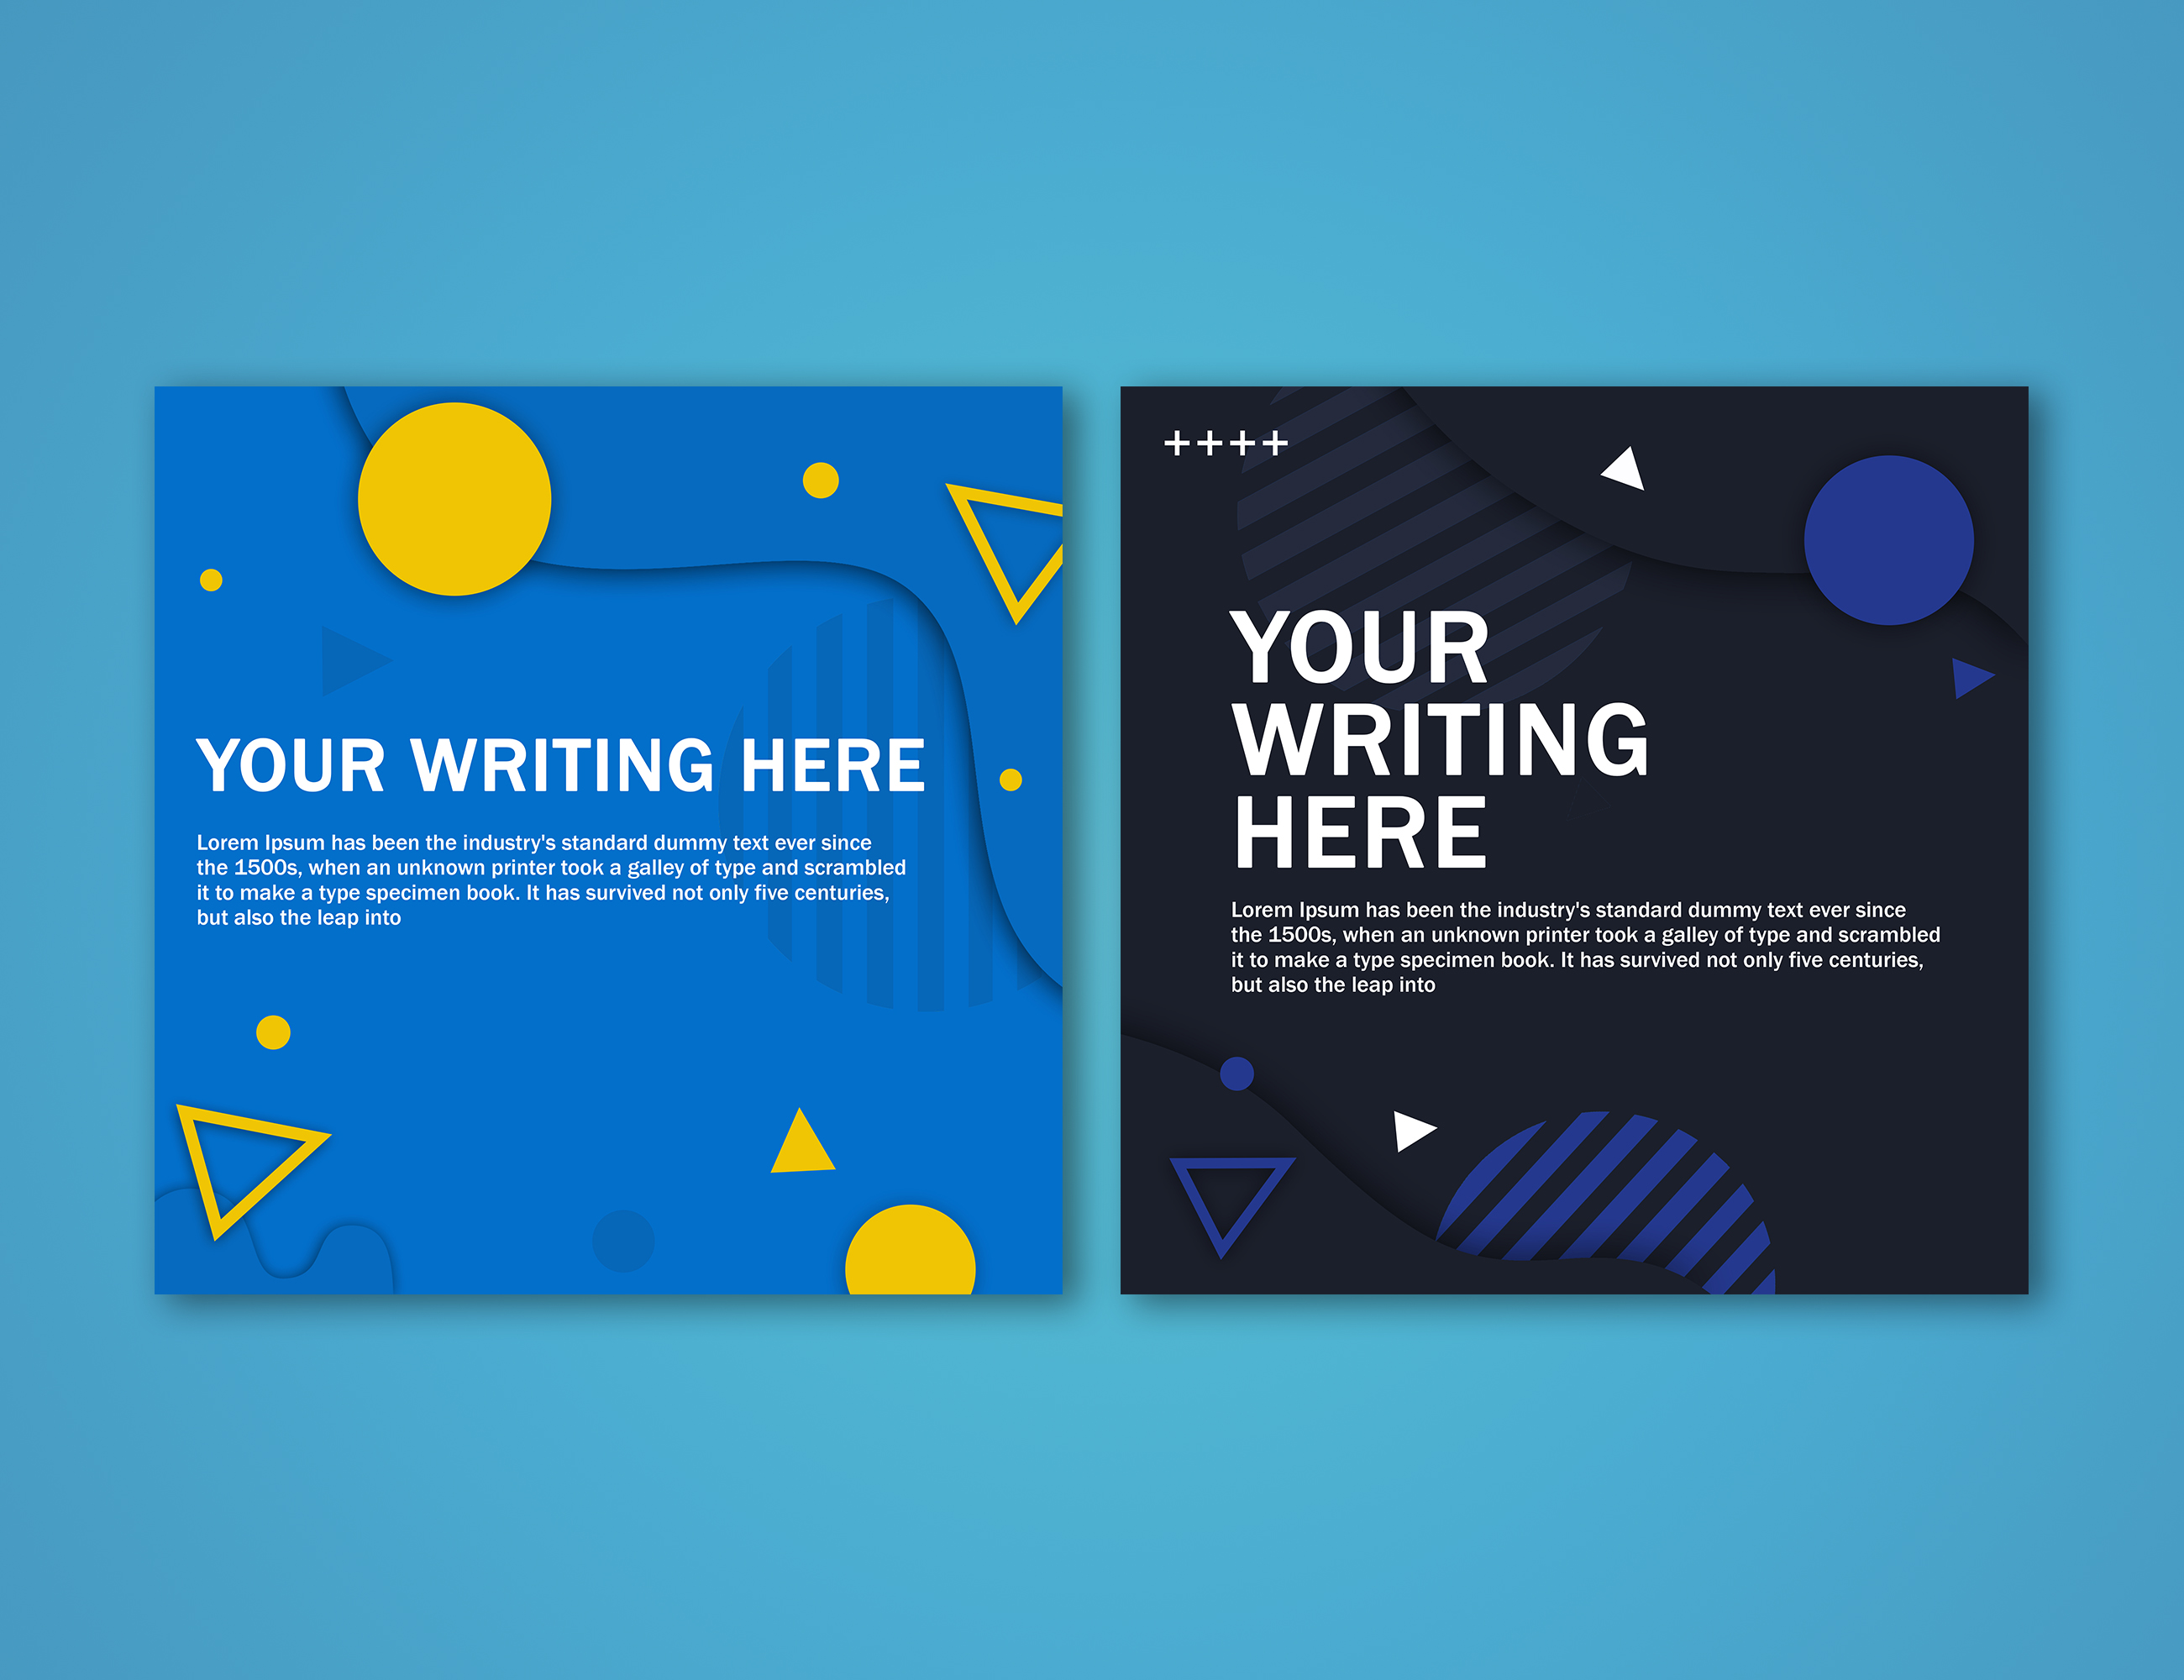 YOUR WRITING HERE
Lorem Ipsum has been the industry's standard dummy text ever since
the 1500s, when an unknown printer took a galley of type and scrambled
it to make a type specimen book. It has survived not only five centuries,
but also the leap into
++++
YOUR
WRITING
HERE
Lorem Ipsum has been the industry's standard dummy text ever since
the 1500s, when an unknown printer took a galley of type and scrambled
it to make a type specimen book. It has survived not only five centuries,
but also the leap into